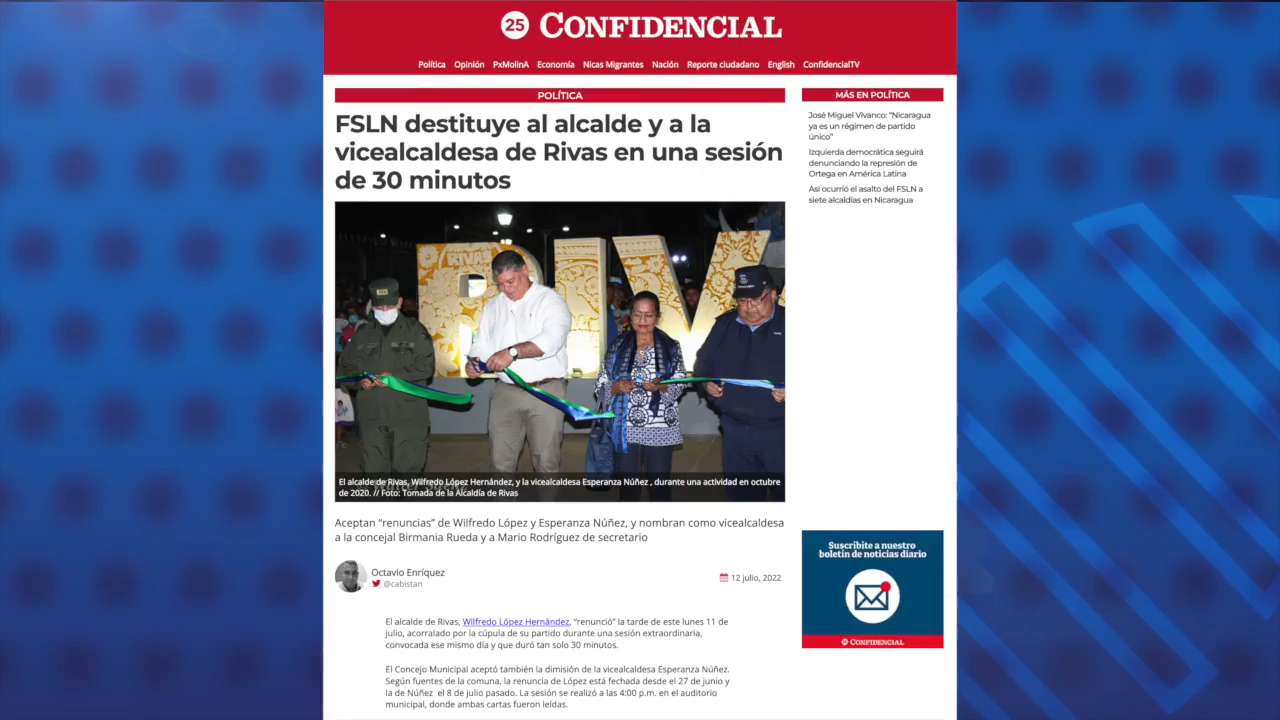 25 CONFIDENCIAL
Política Opinión PxMolinA Economía Nicas Migrantes Nación Reporte ciudadano English ConfidencialTV
POLÍTICA
FSLN destituye al alcalde y a la
vicealcaldesa de Rivas en una sesión
de 30 minutos
RIVAS
RIV
El alcalde de Rivas, Wilfredo López Hernández, y la vicealcaldesa Esperanza Núñez , durante una actividad en octubre
de 2020. // Foto: Tomada de la Alcaldía de Rivas
Aceptan “renuncias” de Wilfredo López y Esperanza Núñez, y nombran como vicealcaldesa
a la concejal Birmania Rueda y a Mario Rodríguez de secretario
Octavio Enríquez
@cabistan
12 julio, 2022
El alcalde de Rivas, Wilfredo López Hernández, “renunció” la tarde de este lunes 11 de
julio, acorralado por la cúpula de su partido durante una sesión extraordinaria,
convocada ese mismo día y que duró tan solo 30 minutos.
El Concejo Municipal aceptó también la dimisión de la vicealcaldesa Esperanza Núñez.
Según fuentes de la comuna, la renuncia de López está fechada desde el 27 de junio y
la de Núñez el 8 de julio pasado. La sesión se realizó a las 4:00 p.m. en el auditorio
municipal, donde ambas cartas fueron leídas.
MÁS EN POLÍTICA
José Miguel Vivanco: “Nicaragua
ya es un régimen de partido
único”
Izquierda democrática seguirá
denunciando la represión de
Ortega en América Latina
Así ocurrió el asalto del FSLN a
siete alcaldías en Nicaragua
Suscribite a nuestro
boletín de noticias diario
CONFIDENCIAL